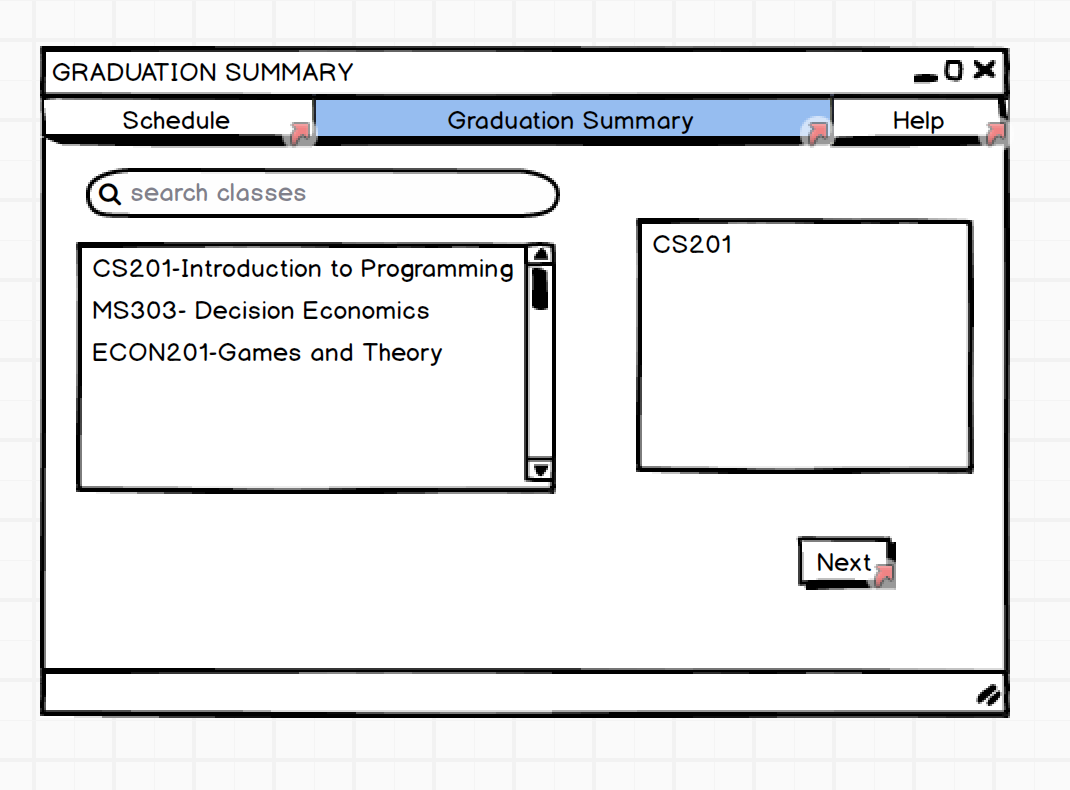 GRADUATION SUMMARY
Schedule
Graduation Summary
Help
search classes
CS201-Introduction to Programming
MS303- Decision Economics
ECON201-Games and Theory
CS201
Next